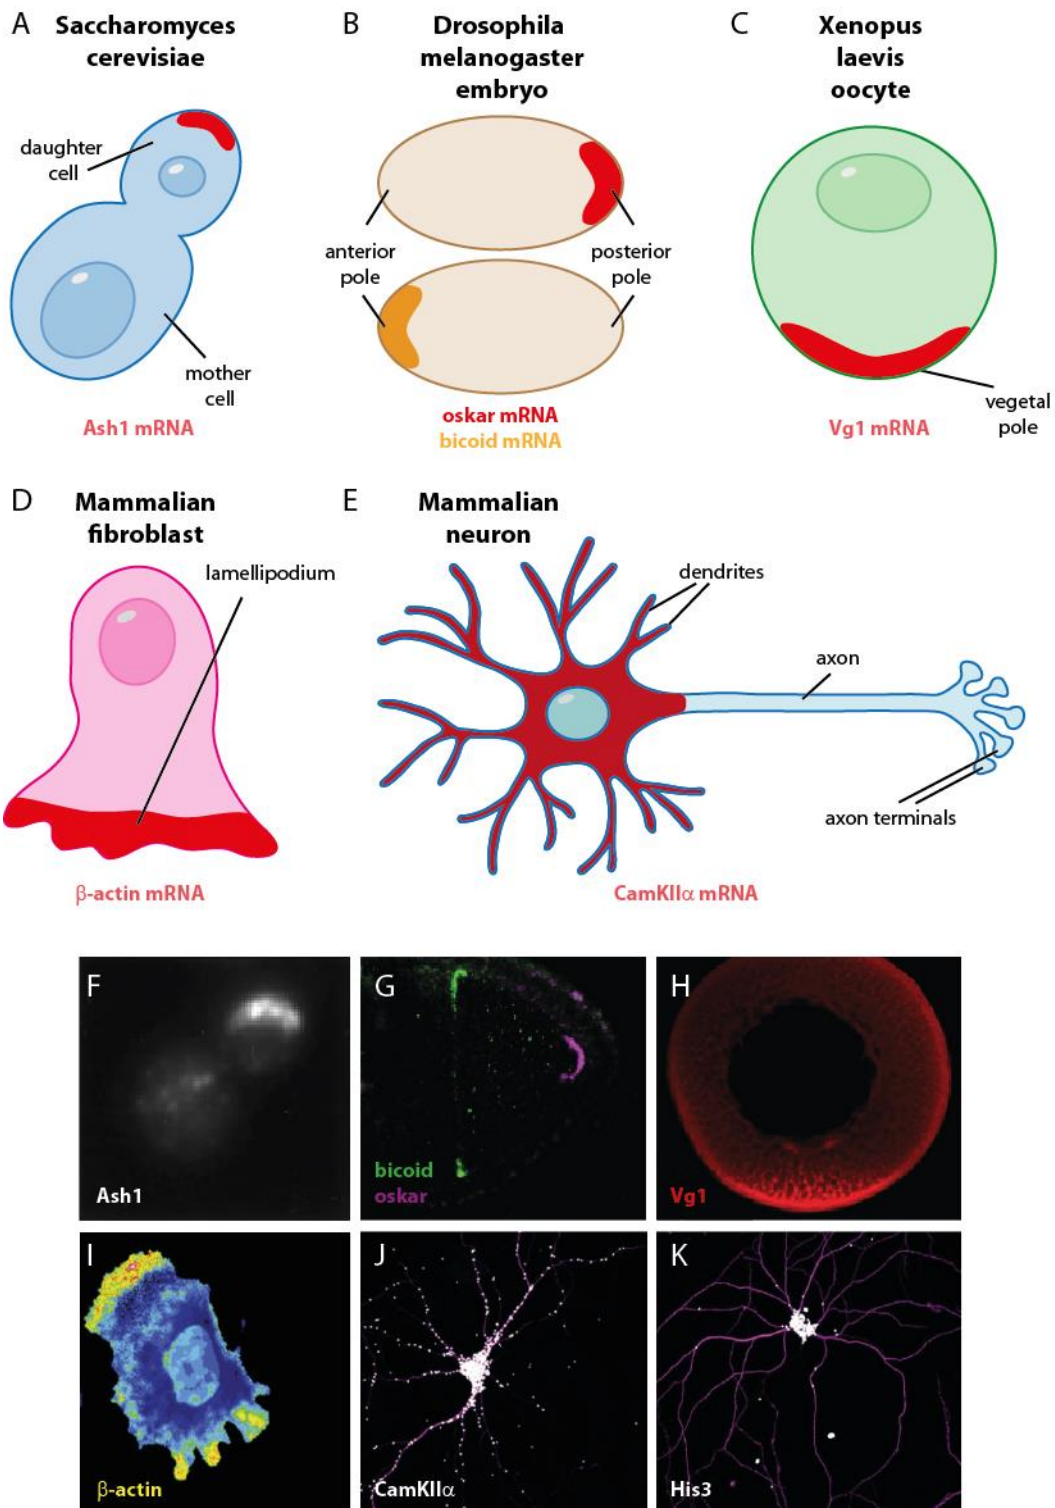 A
Saccharomyces
cerevisiae
daughter
cell
mother
cell
Ash1 mRNA
B
Drosophila
melanogaster
embryo
anterior
pole
posterior
pole
oskar mRNA
bicoid mRNA
C
Xenopus
laevis
oocyte
vegetal
pole
Vg1 mRNA
D
Mammalian
fibroblast
lamellipodium
β-actin mRNA
E
Mammalian
neuron
dendrites
axon
axon terminals
CamKIIα mRNA
F
Ash1
G
bicoid
oskar
H
Vg1
I
β-actin
J
CamKIIα
K
His3